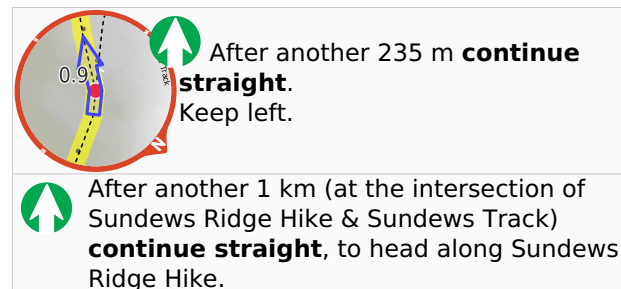 0.9
Track
N
After another 235 m continue
straight.
Keep left.
After another 1 km (at the intersection of
Sundews Ridge Hike & Sundews Track)
continue straight, to head along Sundews
Ridge Hike.